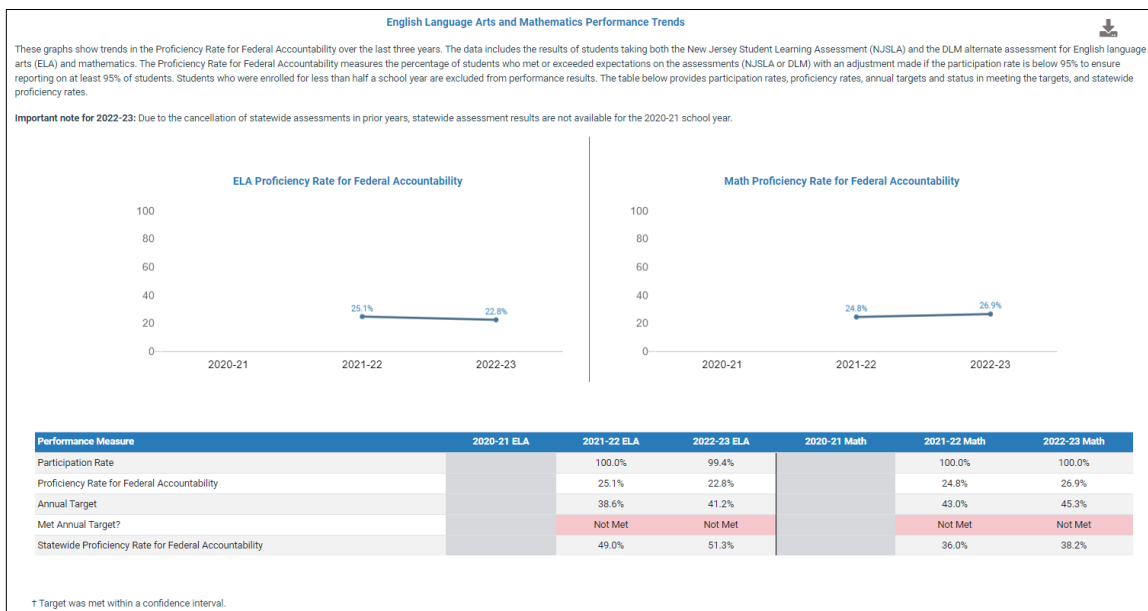 English Language Arts and Mathematics Performance Trends
These graphs show trends in the Proficiency Rate for Federal Accountability over the last three years. The data includes the results of students taking both the New Jersey Student Learning Assessment (NJSLA) and the DLM alternate assessment for English language
arts (ELA) and mathematics. The Proficiency Rate for Federal Accountability measures the percentage of students who met or exceeded expectations on the assessments (NJSLA or DLM) with an adjustment made if the participation rate is below 95% to ensure
reporting on at least 95% of students. Students who were enrolled for less than half a school year are excluded from performance results. The table below provides participation rates, proficiency rates, annual targets and status in meeting the targets, and statewide
proficiency rates.
Important note for 2022-23: Due to the cancellation of statewide assessments in prior years, statewide assessment results are not available for the 2020-21 school year.
ELA Proficiency Rate for Federal Accountability
100
80
60
40
20
0
25.1%
22.8%
2020-21 2021-22 2022-23
Math Proficiency Rate for Federal Accountability
100
80
60
40
20
0
24.8%
26.9%
2020-21 2021-22 2022-23
Performance Measure 2020-21 ELA 2021-22 ELA 2022-23 ELA 2020-21 Math 2021-22 Math 2022-23 Math
Participation Rate 100.0% 99.4% 100.0% 100.0%
Proficiency Rate for Federal Accountability 25.1% 22.8% 24.8% 26.9%
Annual Target 38.6% 41.2% 43.0% 45.3%
Met Annual Target? Not Met Not Met Not Met Not Met
Statewide Proficiency Rate for Federal Accountability 49.0% 51.3% 36.0% 38.2%
† Target was met within a confidence interval.